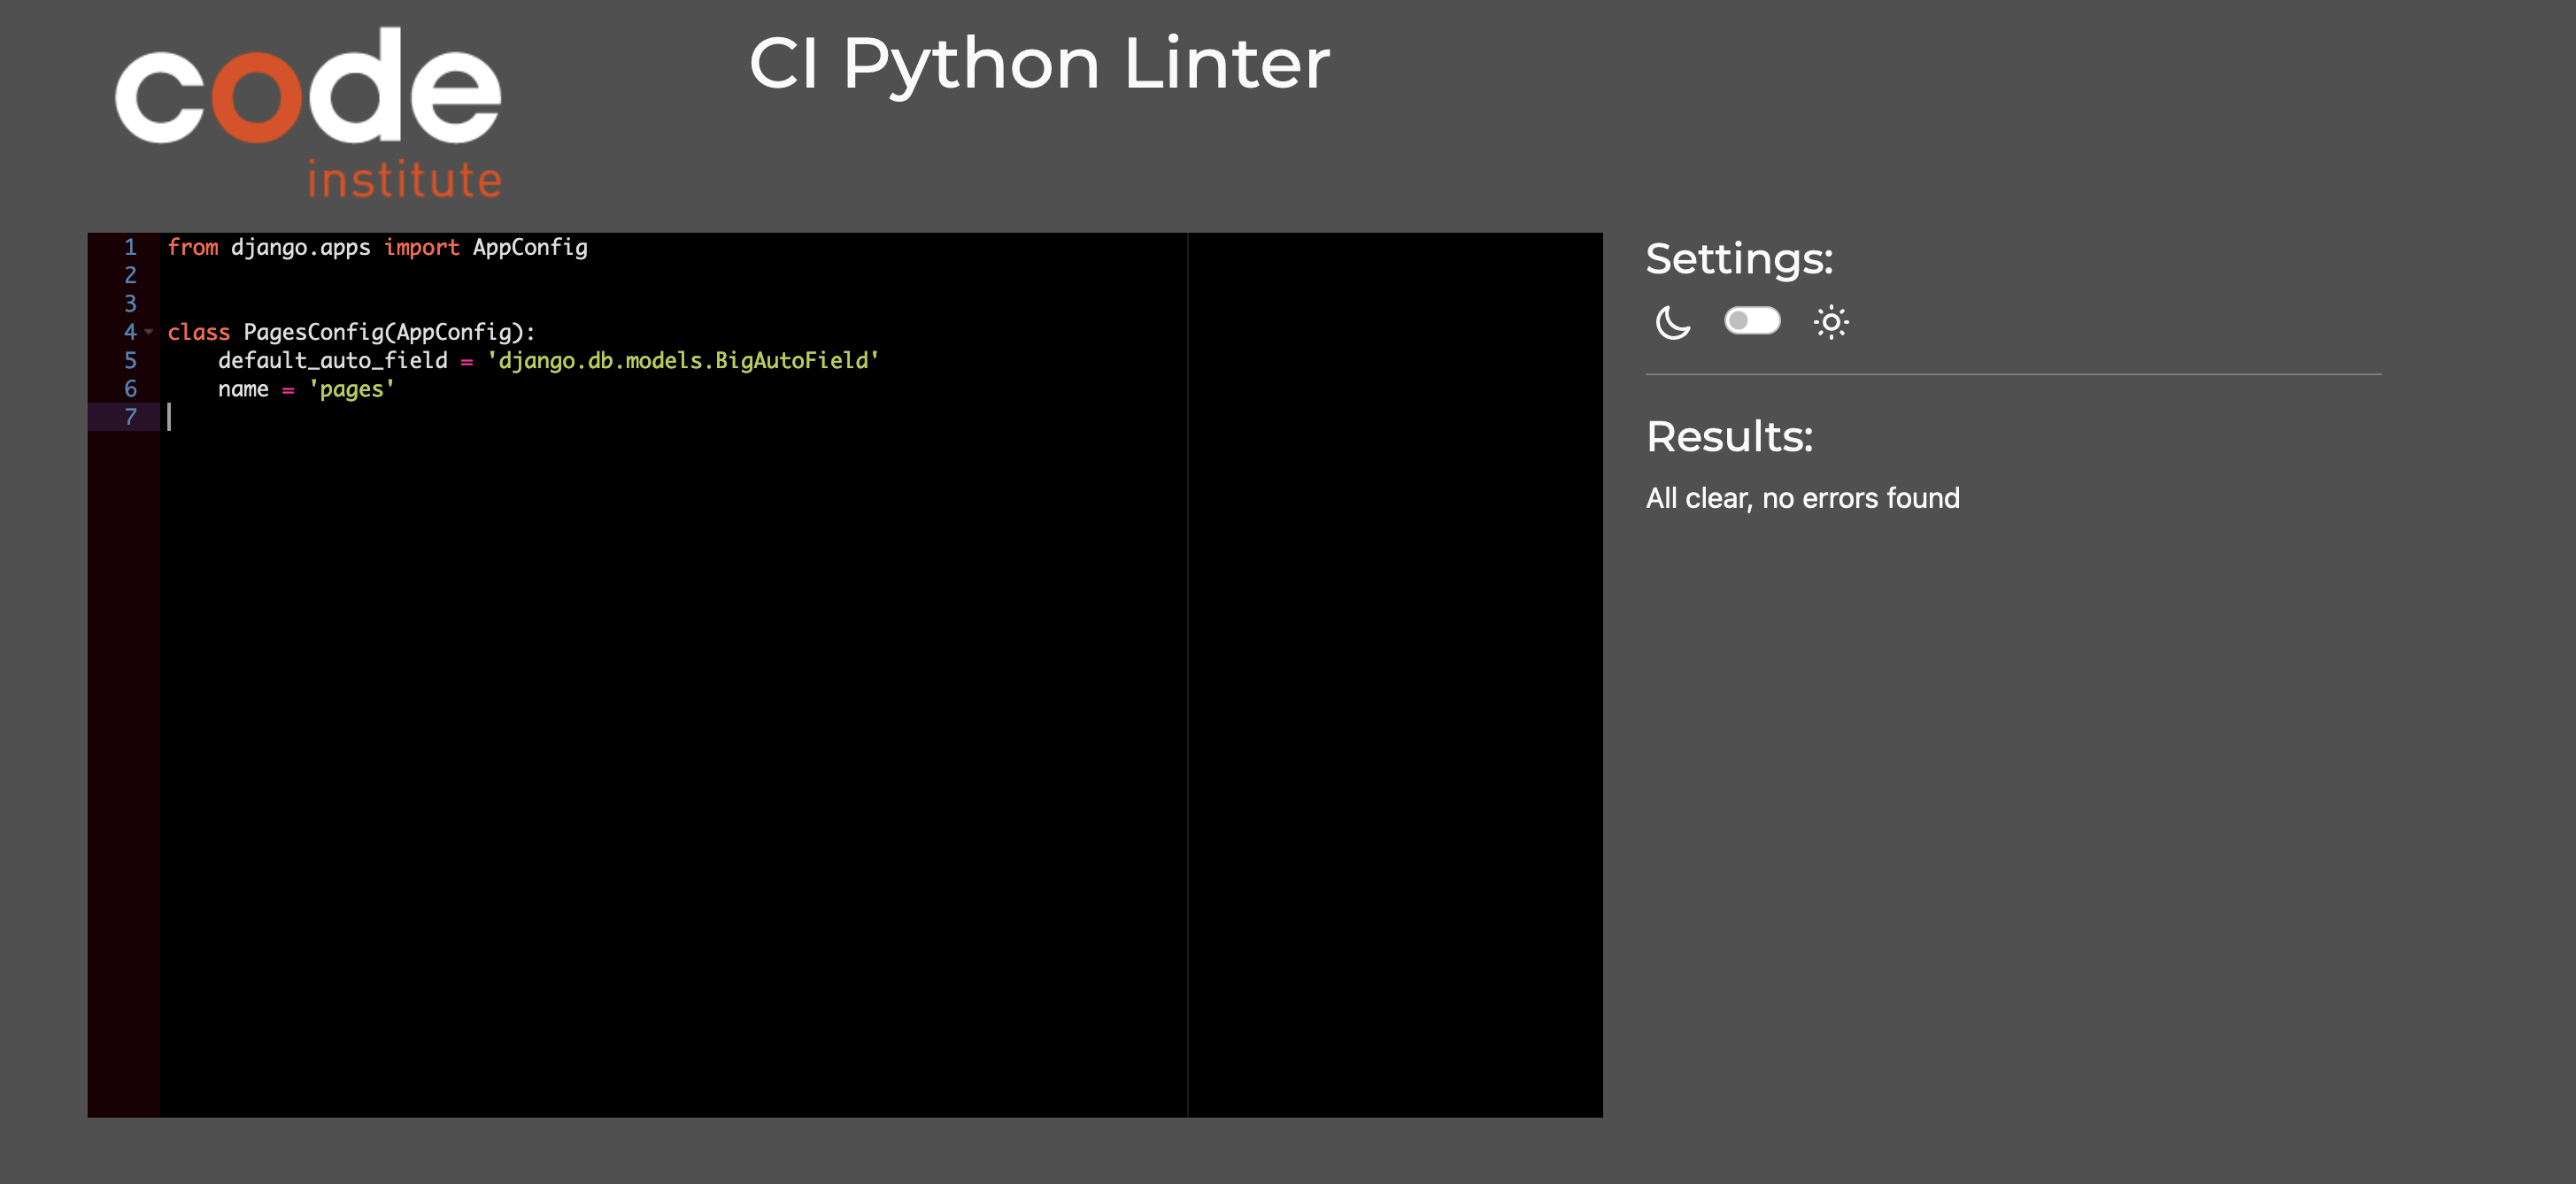 code
institute
CI Python Linter
1 from django.apps import AppConfig
2
3
4 class PagesConfig(AppConfig):
5     default_auto_field = 'django.db.models.BigAutoField'
6     name = 'pages'
7
Settings:
Results:
All clear, no errors found